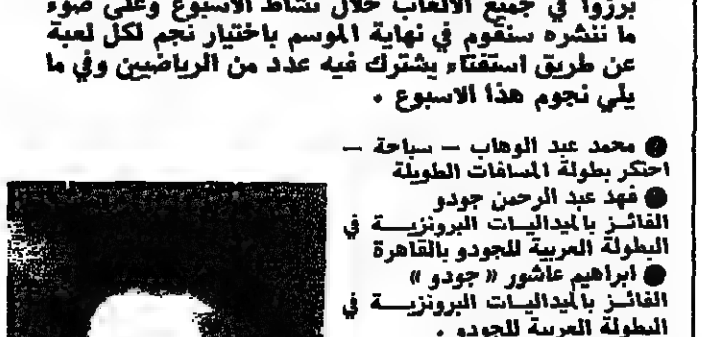 برزوا في جميع الالعاب خلال نشاط الاسبوع وعلى ضوء
ما ننشره سنقوم في نهاية الموسم باختيار نجم لكل لعبة
عن طريق استفتاء يشترك فيه عدد من الرياضيين وفي ما
يلي نجوم هذا الاسبوع .
● محمد عبد الوهاب — سباحة —
احتكر بطولة المسافات الطويلة
● فهد عبد الرحمن جودو
الفائز بالميداليات البرونزية في
البطولة العربية للجودو بالقاهرة
● ابراهيم عاشور « جودو »
الفائز بالميداليات البرونزية في
البطولة العربية للجودو .